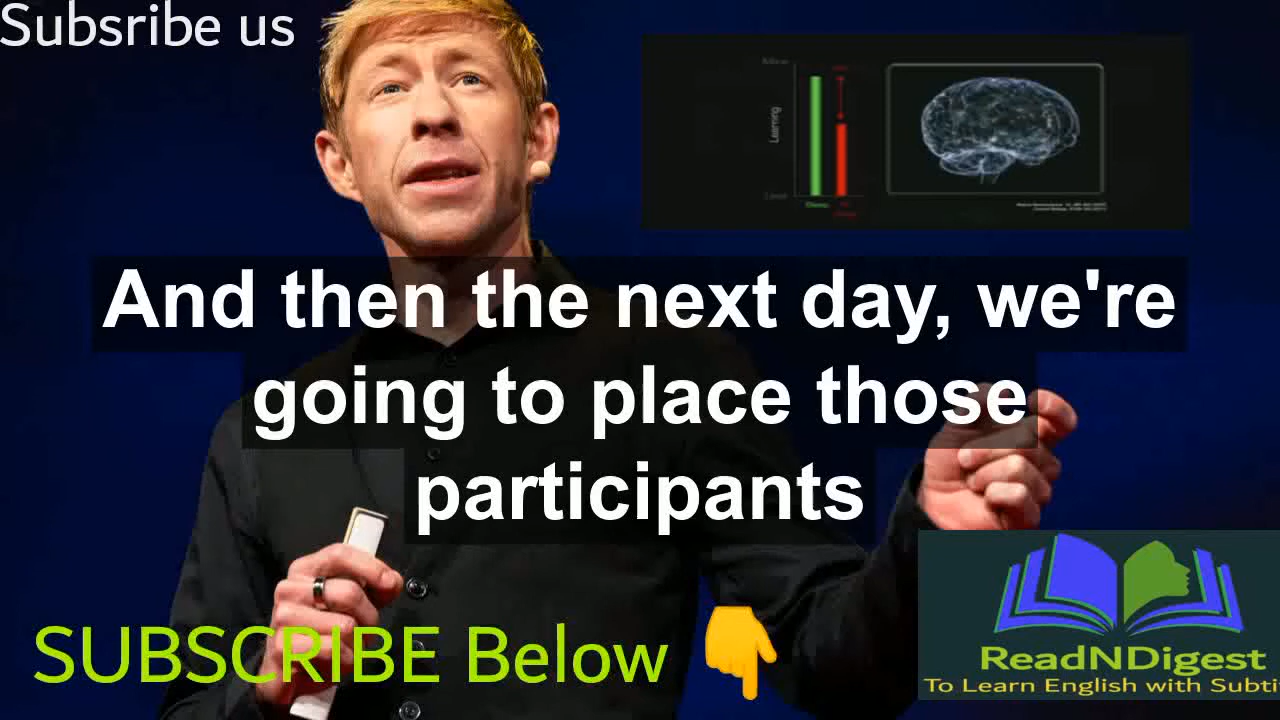 Subsribe us
Learning
And then the next day, we're
going to place those
participants
SUBSCRIBE Below
ReadNDigest
To Learn English with Subti